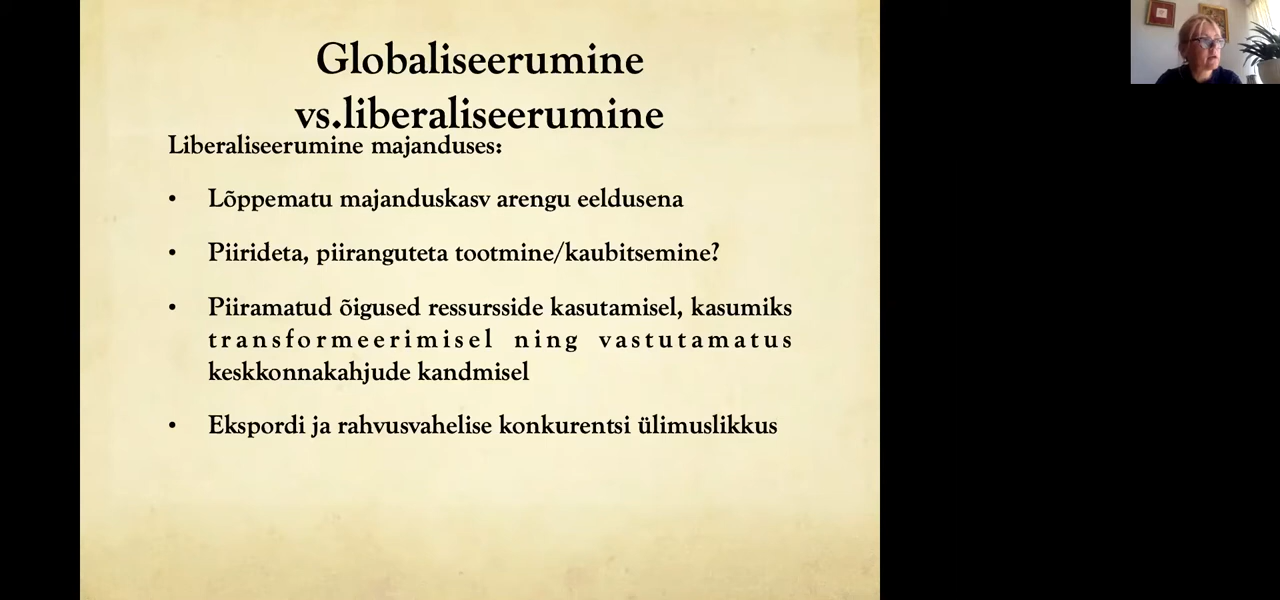 Globaliseerumine
vs.liberaliseerumine
Liberaliseerumine majanduses:
• Lõppematu majanduskasv arengu eeldusena
• Piirideta, piiranguteta tootmine/kaubitsemine?
• Piiramatud õigused ressursside kasutamisel, kasumiks
transformeerimisel ning vastutamatus
keskkonnakahjude kandmisel
• Ekspordi ja rahvusvahelise konkurentsi ülimuslikkus